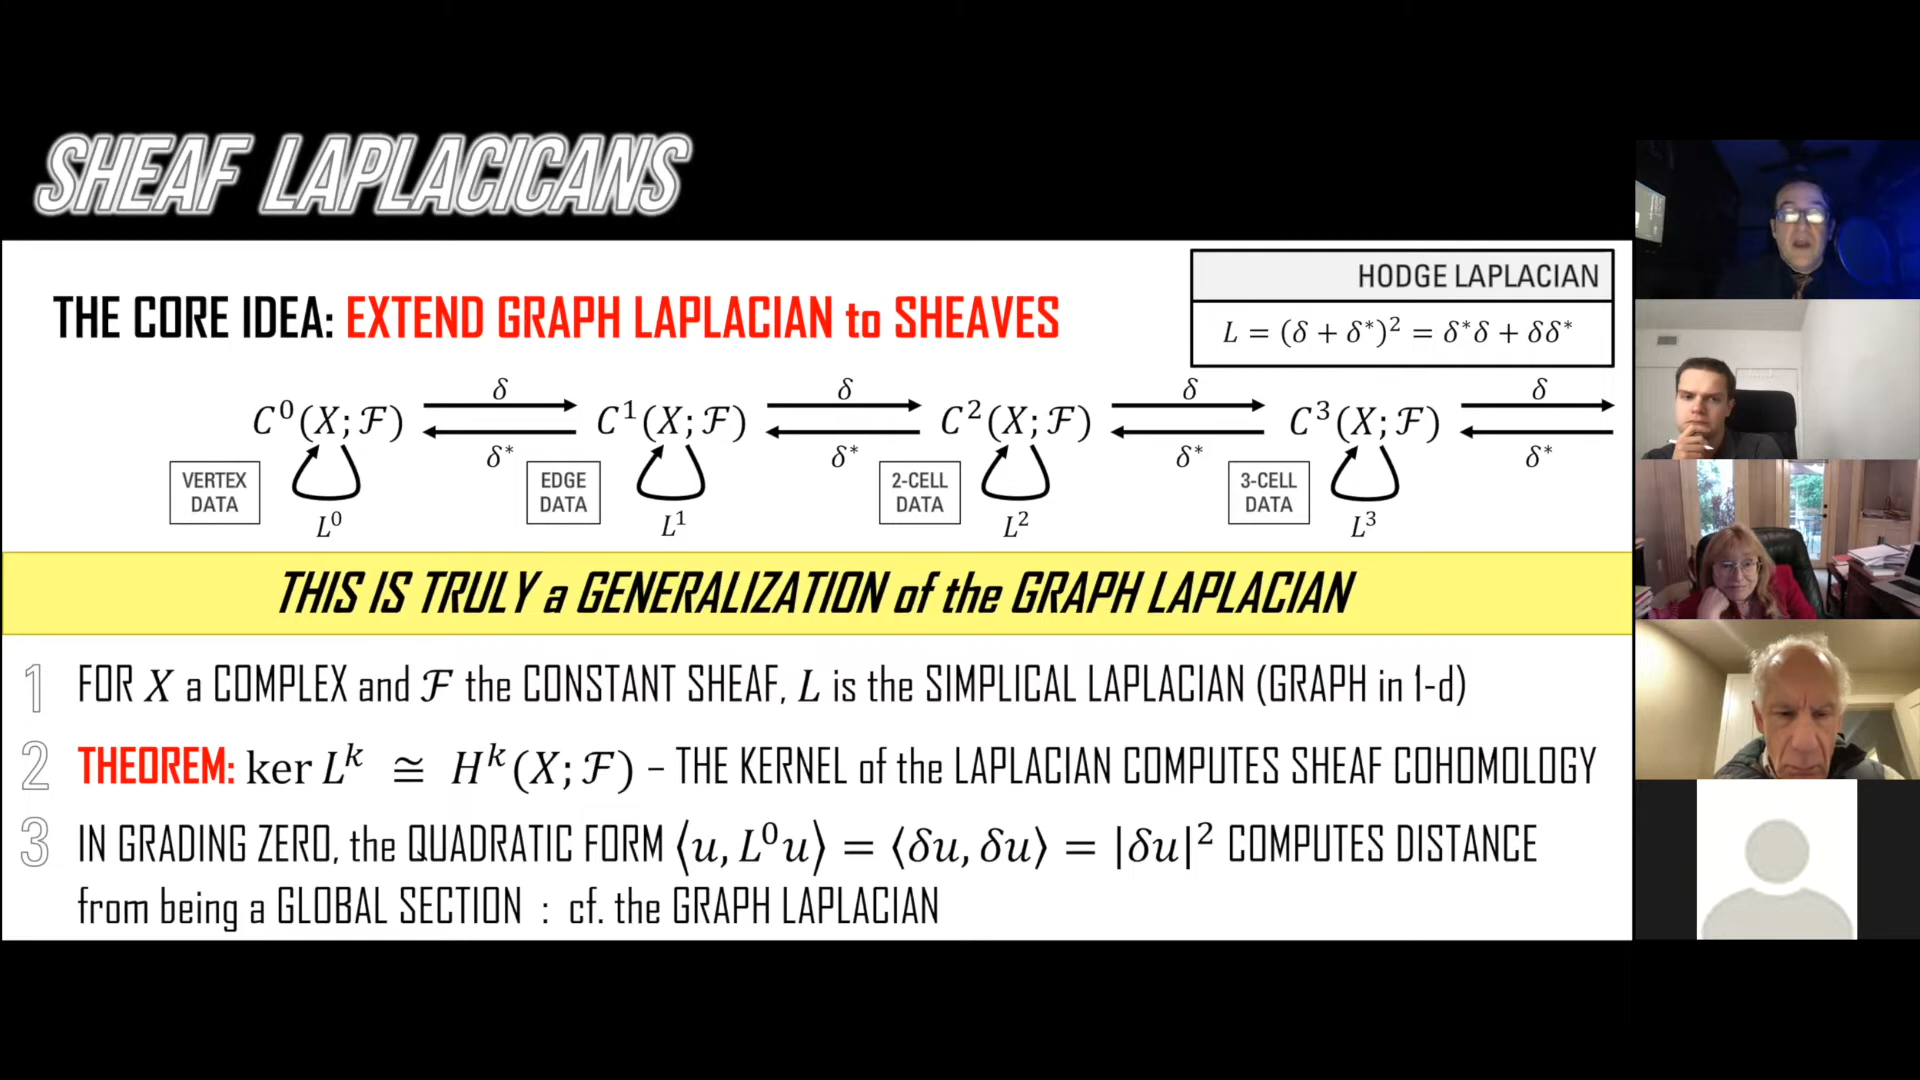 SHEAF LAPLACICANS
HODGE LAPLACIAN
L = (δ + δ*)² = δ*δ + δδ*
THE CORE IDEA: EXTEND GRAPH LAPLACIAN to SHEAVES
δ δ δ δ
C⁰(X; ℱ) C¹(X; ℱ) C²(X; ℱ) C³(X; ℱ)
δ* δ* δ* δ*
VERTEX DATA
L⁰
EDGE DATA
L¹
2-CELL DATA
L²
3-CELL DATA
L³
THIS IS TRULY a GENERALIZATION of the GRAPH LAPLACIAN
1 FOR X a COMPLEX and ℱ the CONSTANT SHEAF, L is the SIMPLICAL LAPLACIAN (GRAPH in 1-d)
2 THEOREM: ker Lᵏ ≅ Hᵏ(X; ℱ) – THE KERNEL of the LAPLACIAN COMPUTES SHEAF COHOMOLOGY
3 IN GRADING ZERO, the QUADRATIC FORM ⟨u, L⁰u⟩ = ⟨δu, δu⟩ = |δu|² COMPUTES DISTANCE
from being a GLOBAL SECTION : cf. the GRAPH LAPLACIAN